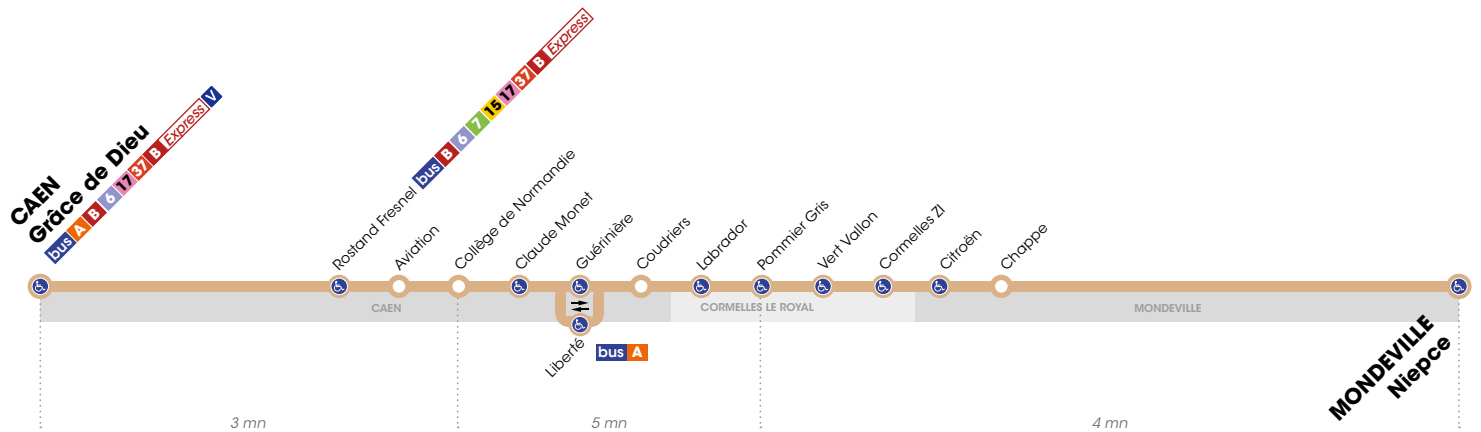 CAEN
Grâce de Dieu
bus A B 6 17 37 B Express V
Rostand Fresnel bus B 6 7 15 17 37 B Express
Aviation
Collège de Normandie
Claude Monet
Guérinière
Coudriers
Labrador
Pommier Gris
Vert Vallon
Cormelles ZI
Citroën
Chappe
CAEN
CORMELLES LE ROYAL
MONDEVILLE
Liberté
bus A
MONDEVILLE
Niepce
3 mn
5 mn
4 mn